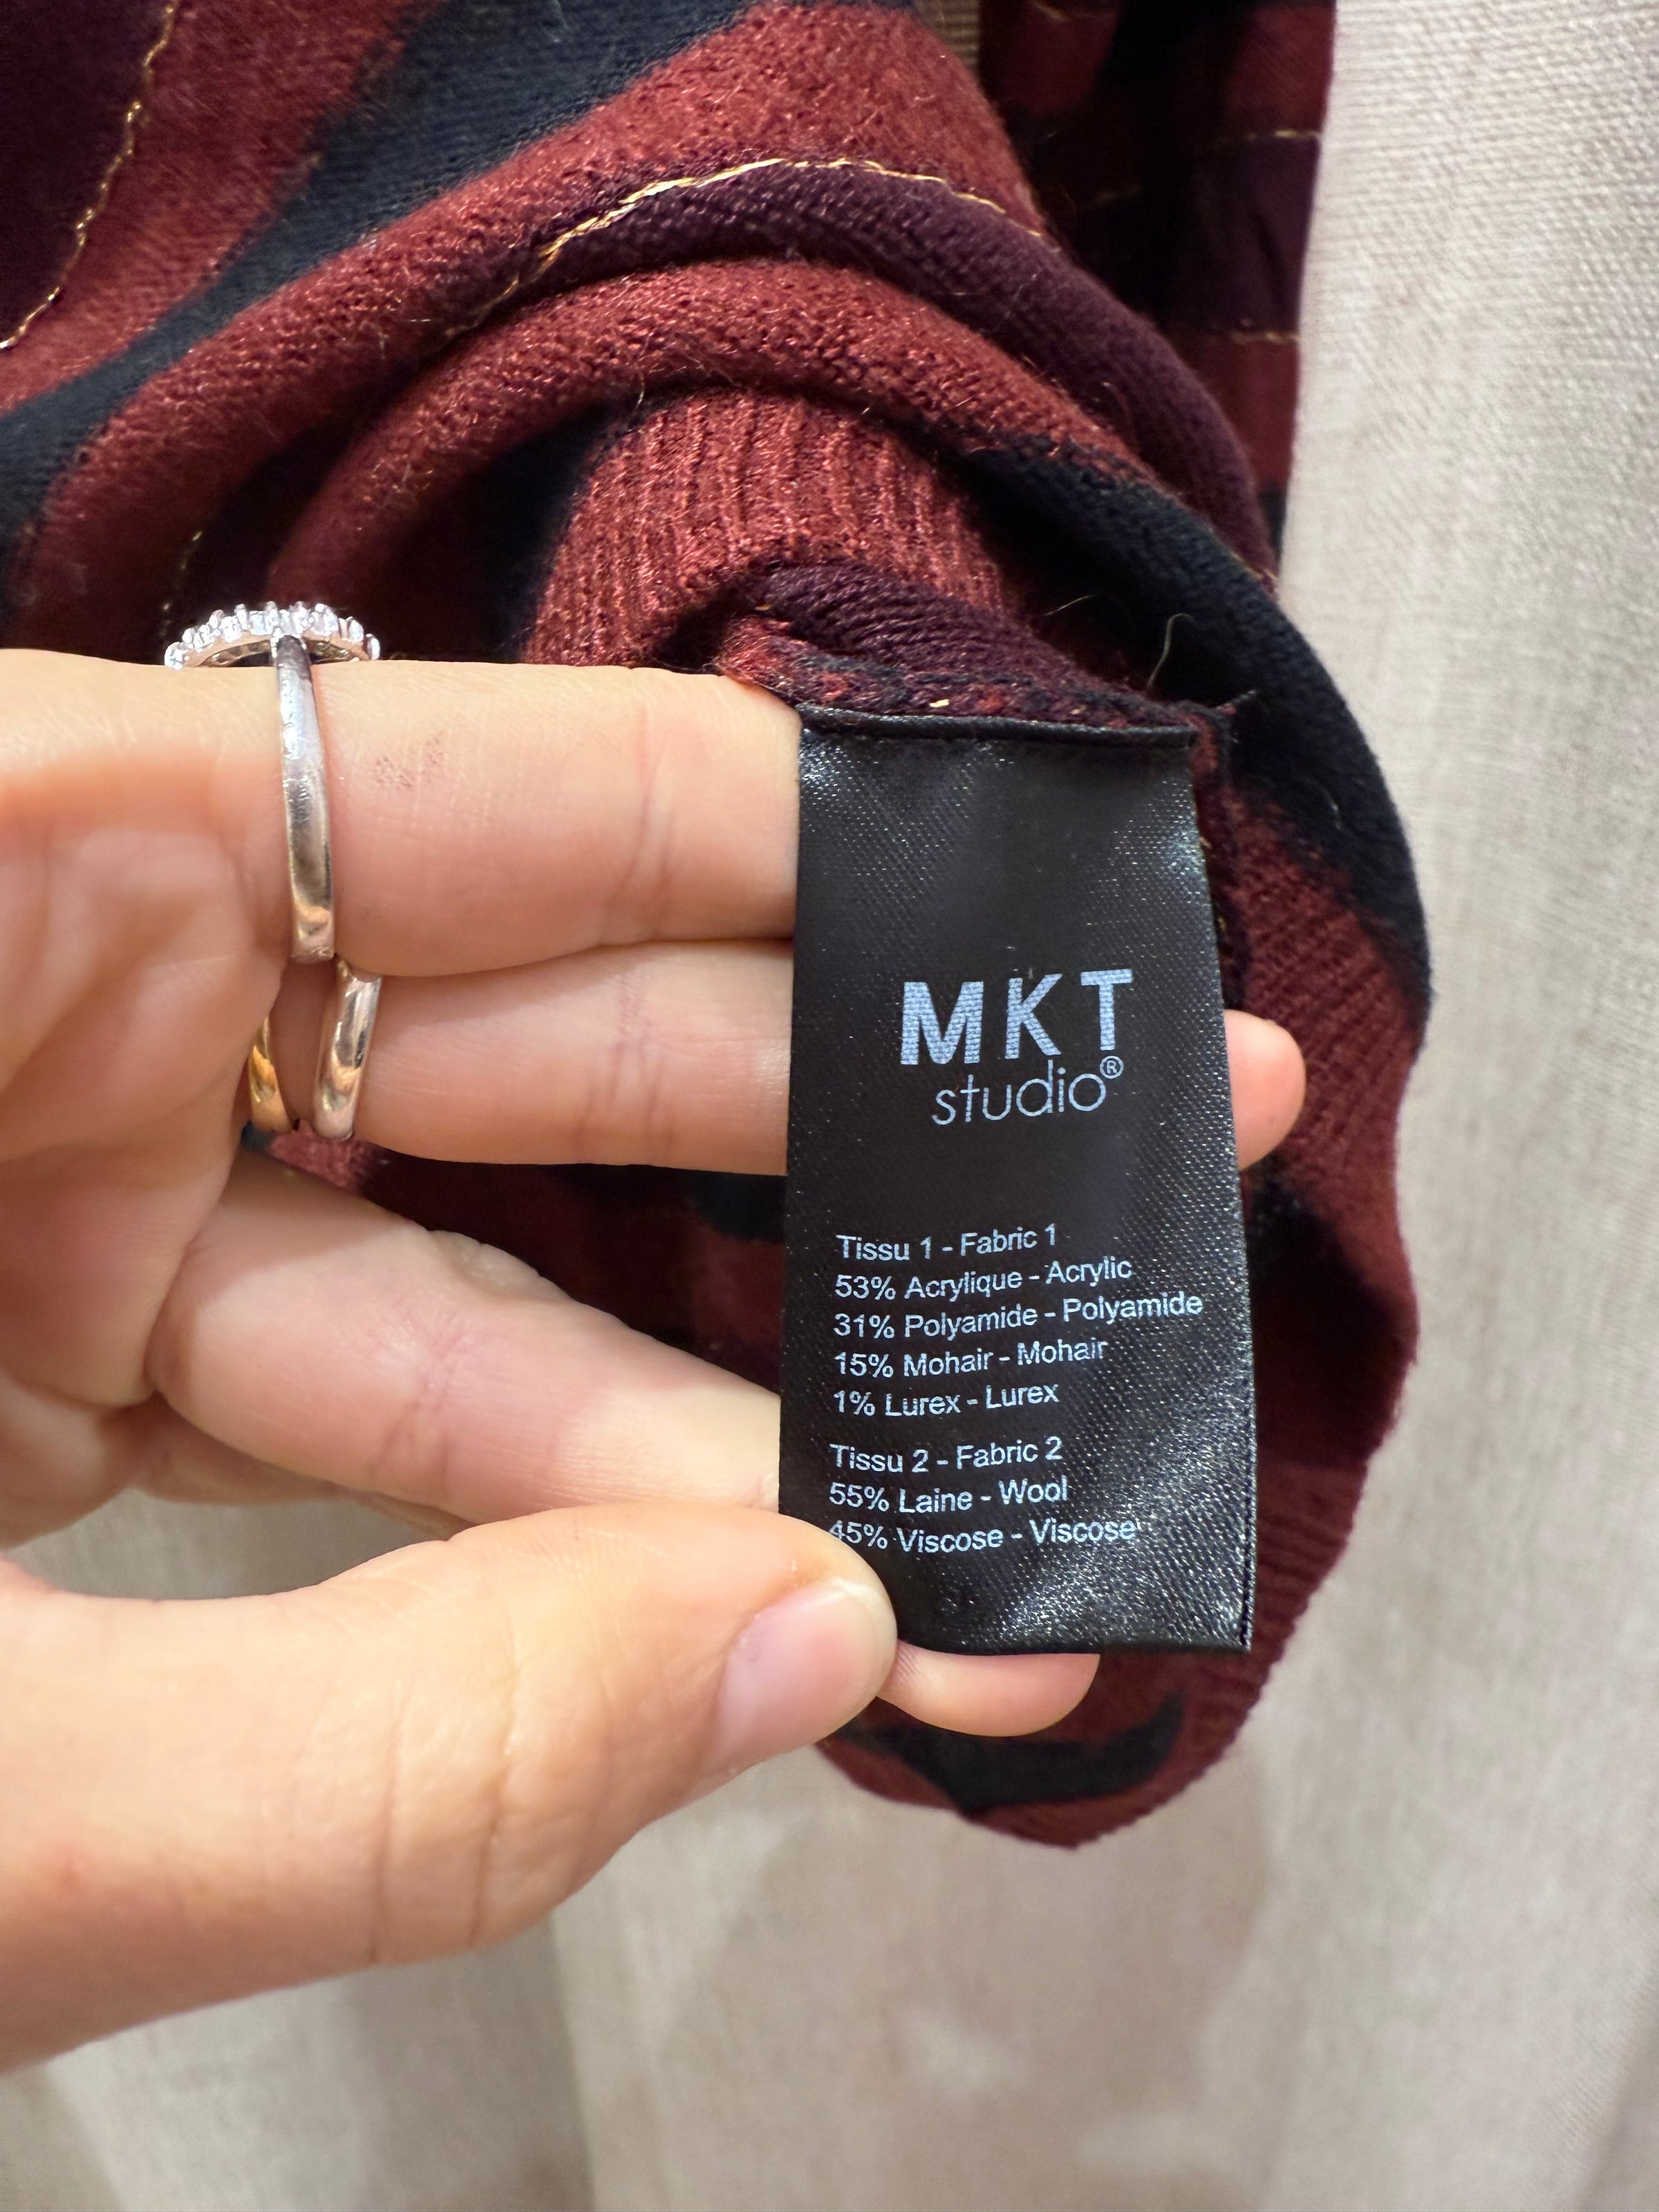 MKT
studio®
Tissu 1 - Fabric 1
53% Acrylique - Acrylic
31% Polyamide - Polyamide
15% Mohair - Mohair
1% Lurex - Lurex
Tissu 2 - Fabric 2
55% Laine - Wool
45% Viscose - Viscose